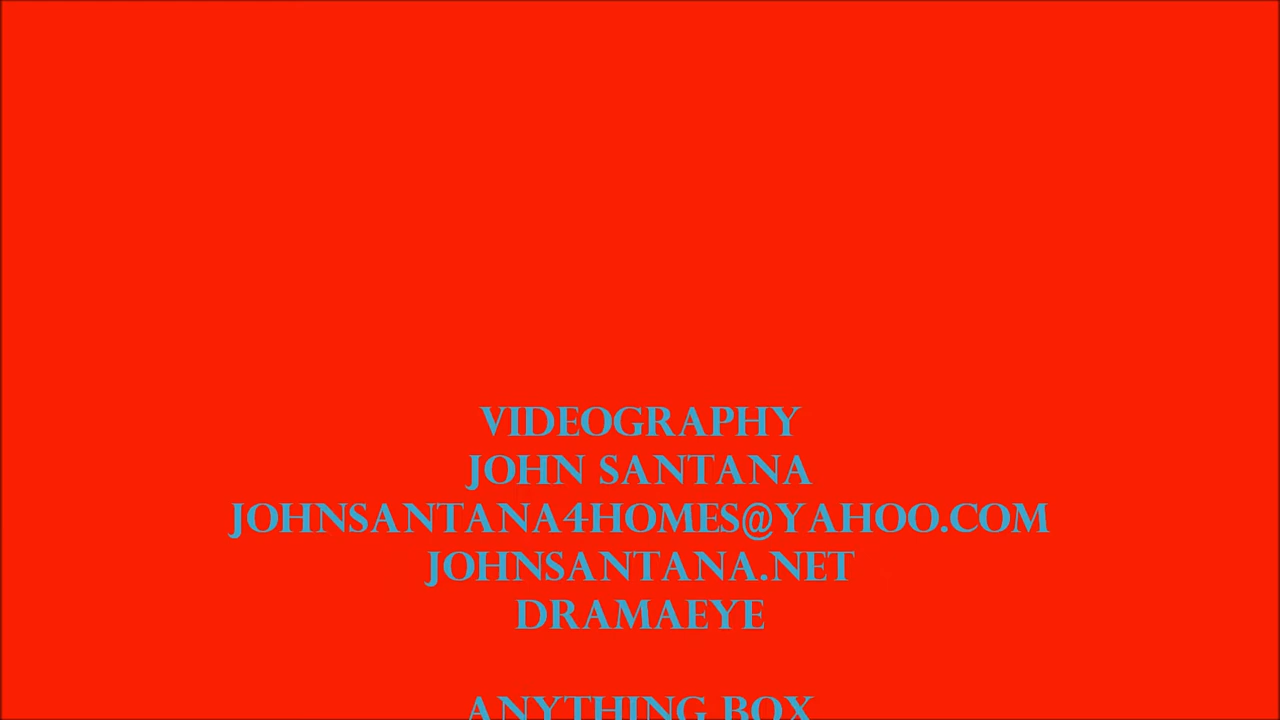 VIDEOGRAPHY
JOHN SANTANA
JOHNSANTANA4HOMES@YAHOO.COM
JOHNSANTANA.NET
DRAMAEYE
ANYTHING BOX